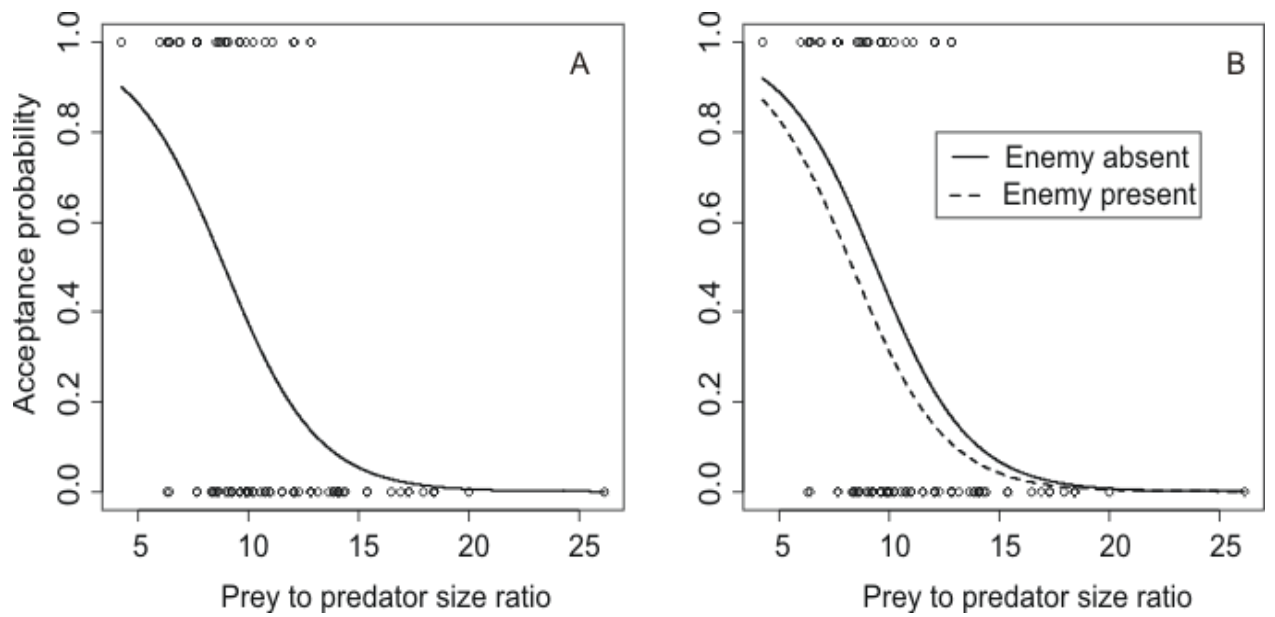 A
Acceptance probability
1.0
0.8
0.6
0.4
0.2
0.0
5 10 15 20 25
Prey to predator size ratio
B
Enemy absent
Enemy present
1.0
0.8
0.6
0.4
0.2
0.0
5 10 15 20 25
Prey to predator size ratio